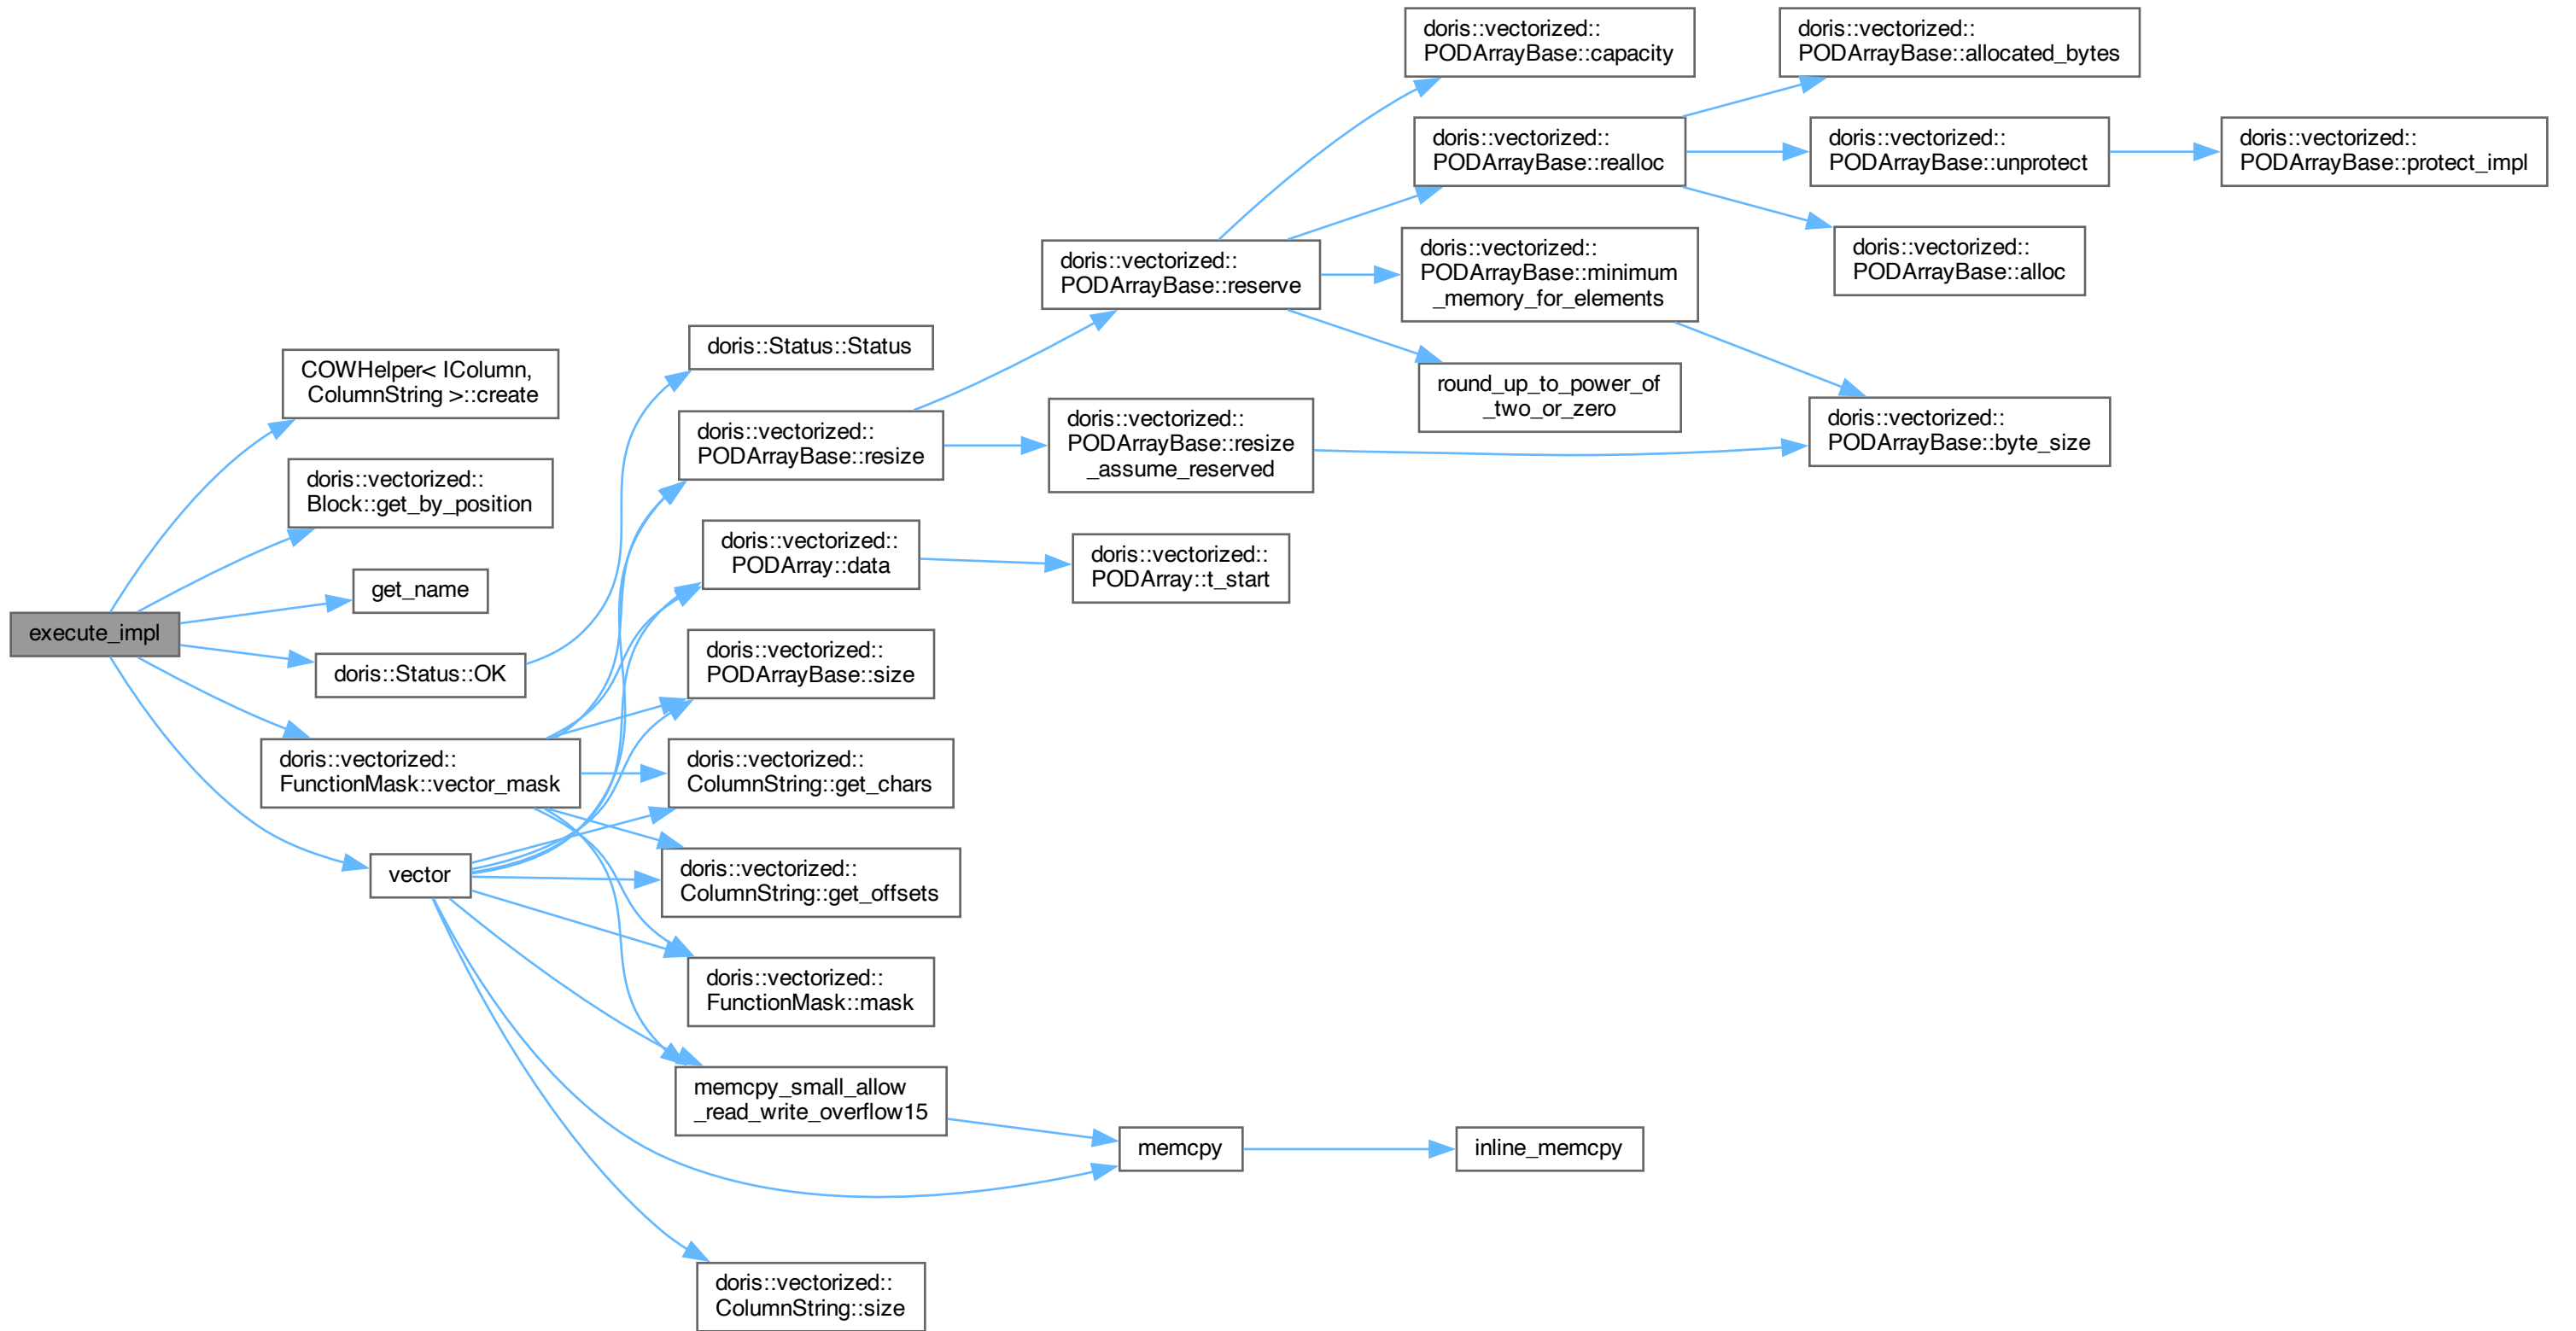 execute_impl
COWHelper< IColumn,
ColumnString >::create
doris::vectorized::
Block::get_by_position
get_name
doris::Status::OK
doris::vectorized::
FunctionMask::vector_mask
vector
doris::Status::Status
doris::vectorized::
PODArrayBase::resize
doris::vectorized::
PODArray::data
doris::vectorized::
PODArrayBase::size
doris::vectorized::
ColumnString::get_chars
doris::vectorized::
ColumnString::get_offsets
doris::vectorized::
FunctionMask::mask
memcpy_small_allow
_read_write_overflow15
doris::vectorized::
ColumnString::size
doris::vectorized::
PODArrayBase::reserve
doris::vectorized::
PODArrayBase::resize
_assume_reserved
doris::vectorized::
PODArray::t_start
memcpy
doris::vectorized::
PODArrayBase::capacity
doris::vectorized::
PODArrayBase::realloc
doris::vectorized::
PODArrayBase::minimum
_memory_for_elements
round_up_to_power_of
_two_or_zero
inline_memcpy
doris::vectorized::
PODArrayBase::allocated_bytes
doris::vectorized::
PODArrayBase::unprotect
doris::vectorized::
PODArrayBase::alloc
doris::vectorized::
PODArrayBase::byte_size
doris::vectorized::
PODArrayBase::protect_impl